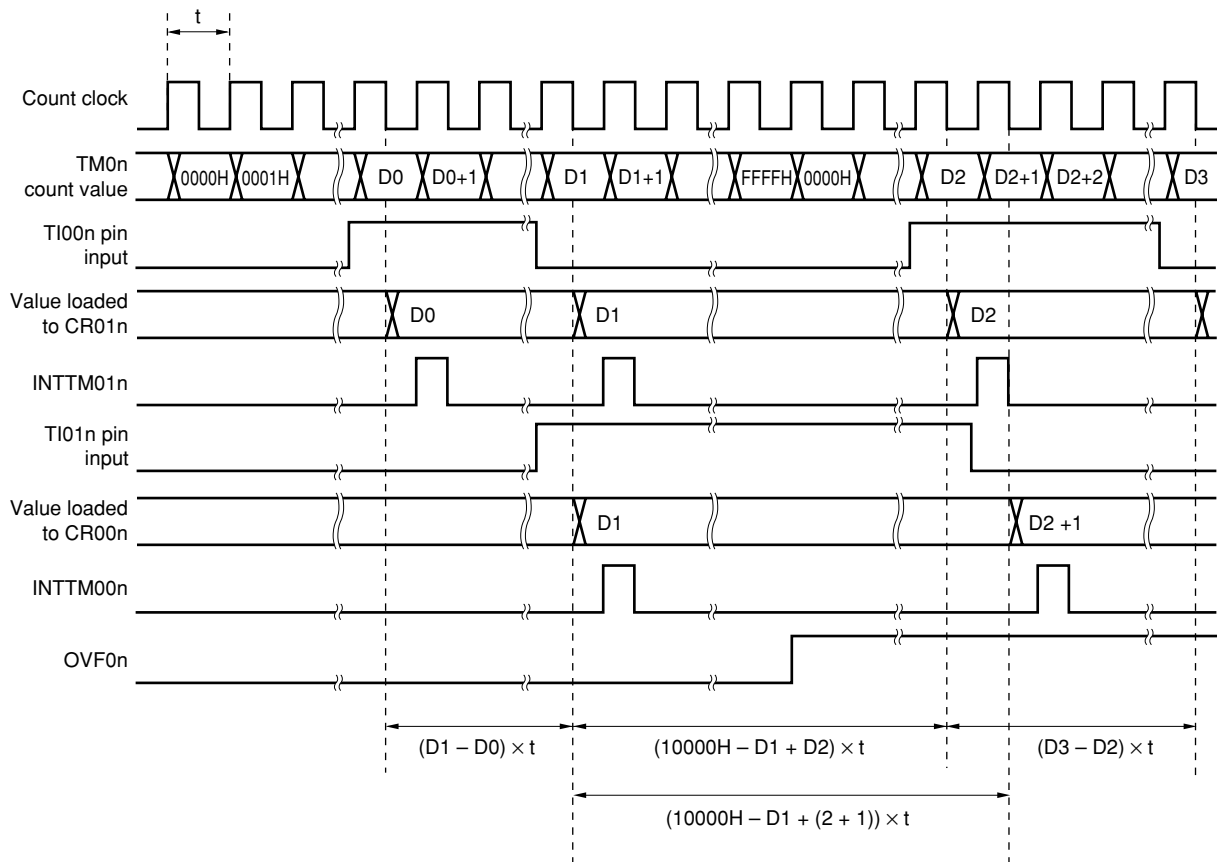 t
Count clock
TM0n
count value
0000H 0001H D0 D0+1 D1 D1+1 FFFFH 0000H D2 D2+1 D2+2 D3
TI00n pin
input
Value loaded
to CR01n
D0 D1 D2
INTTM01n
TI01n pin
input
Value loaded
to CR00n
D1 D2 +1
INTTM00n
OVF0n
(D1 – D0) × t (10000H – D1 + D2) × t (D3 – D2) × t
(10000H – D1 + (2 + 1)) × t